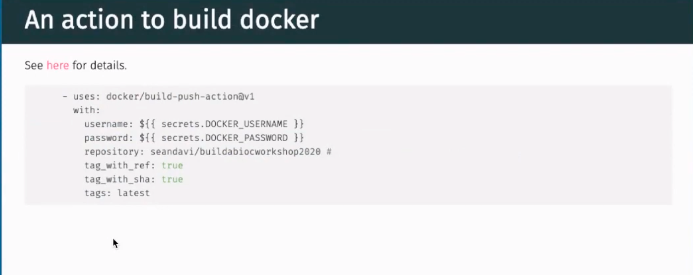 An action to build docker
See here for details.
- uses: docker/build-push-action@v1
with:
username: ${{ secrets.DOCKER_USERNAME }}
password: ${{ secrets.DOCKER_PASSWORD }}
repository: seandavi/buildabiocworkshop2020 #
tag_with_ref: true
tag_with_sha: true
tags: latest